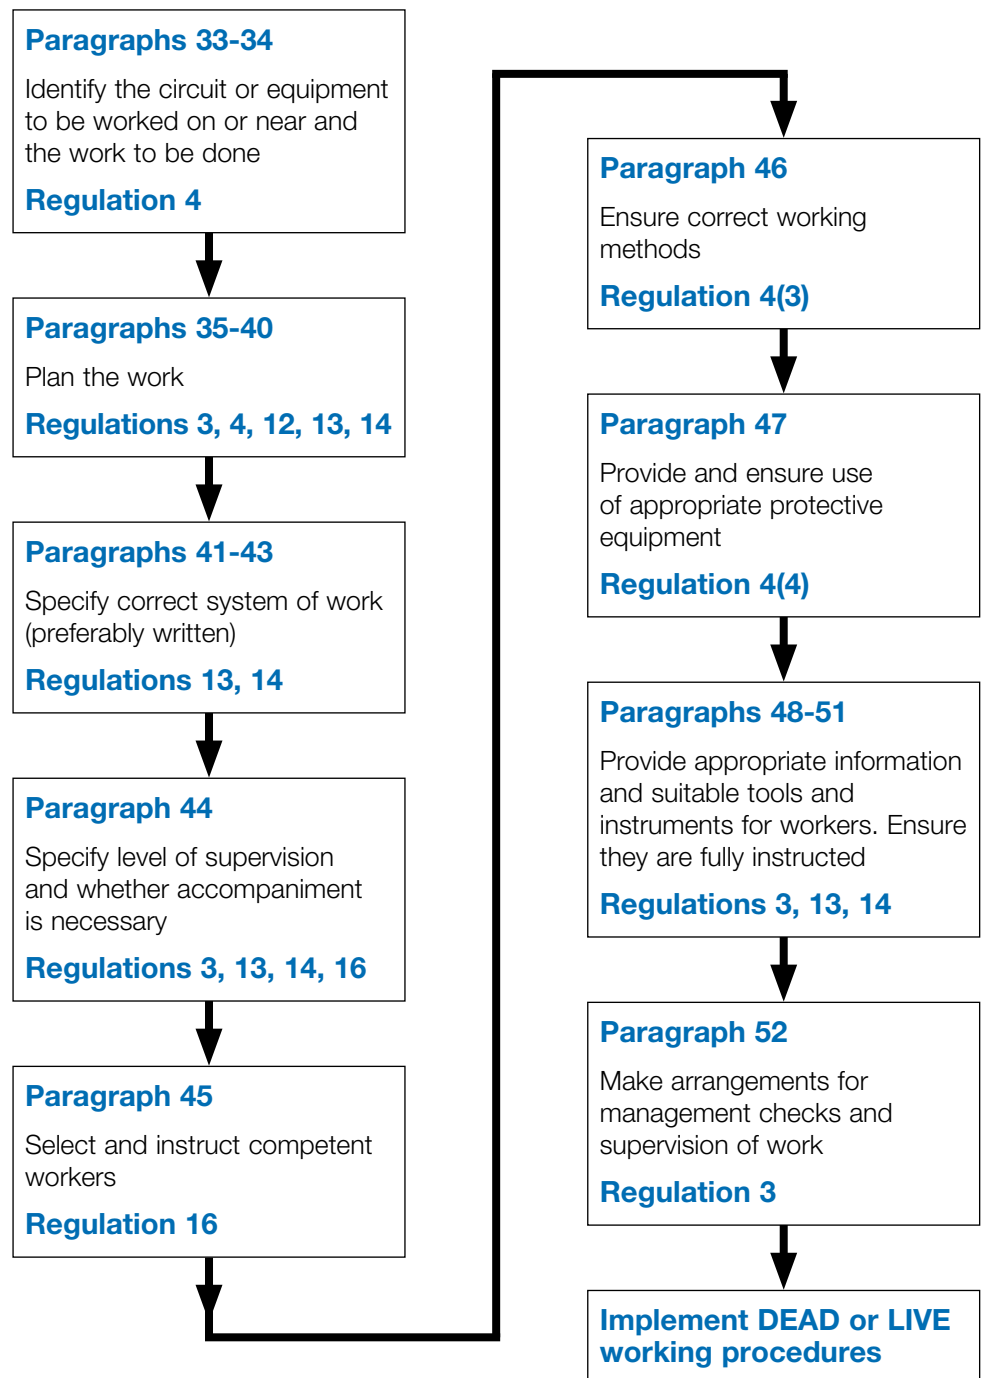 Paragraphs 33-34
Identify the circuit or equipment
to be worked on or near and
the work to be done
Regulation 4
Paragraphs 35-40
Plan the work
Regulations 3, 4, 12, 13, 14
Paragraphs 41-43
Specify correct system of work
(preferably written)
Regulations 13, 14
Paragraph 44
Specify level of supervision
and whether accompaniment
is necessary
Regulations 3, 13, 14, 16
Paragraph 45
Select and instruct competent
workers
Regulation 16
Paragraph 46
Ensure correct working
methods
Regulation 4(3)
Paragraph 47
Provide and ensure use
of appropriate protective
equipment
Regulation 4(4)
Paragraphs 48-51
Provide appropriate information
and suitable tools and
instruments for workers. Ensure
they are fully instructed
Regulations 3, 13, 14
Paragraph 52
Make arrangements for
management checks and
supervision of work
Regulation 3
Implement DEAD or LIVE
working procedures